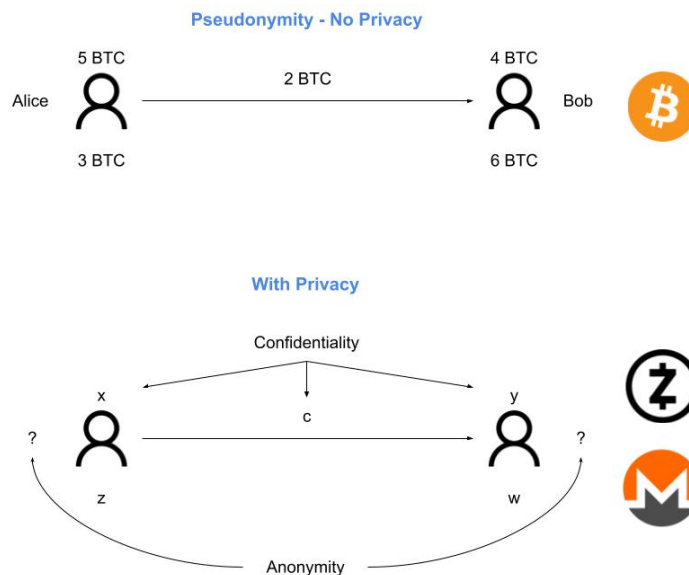 Pseudonymity - No Privacy
5 BTC 4 BTC
2 BTC
Alice Bob
3 BTC 6 BTC
With Privacy
Confidentiality
x y
c
? ?
z w
Anonymity